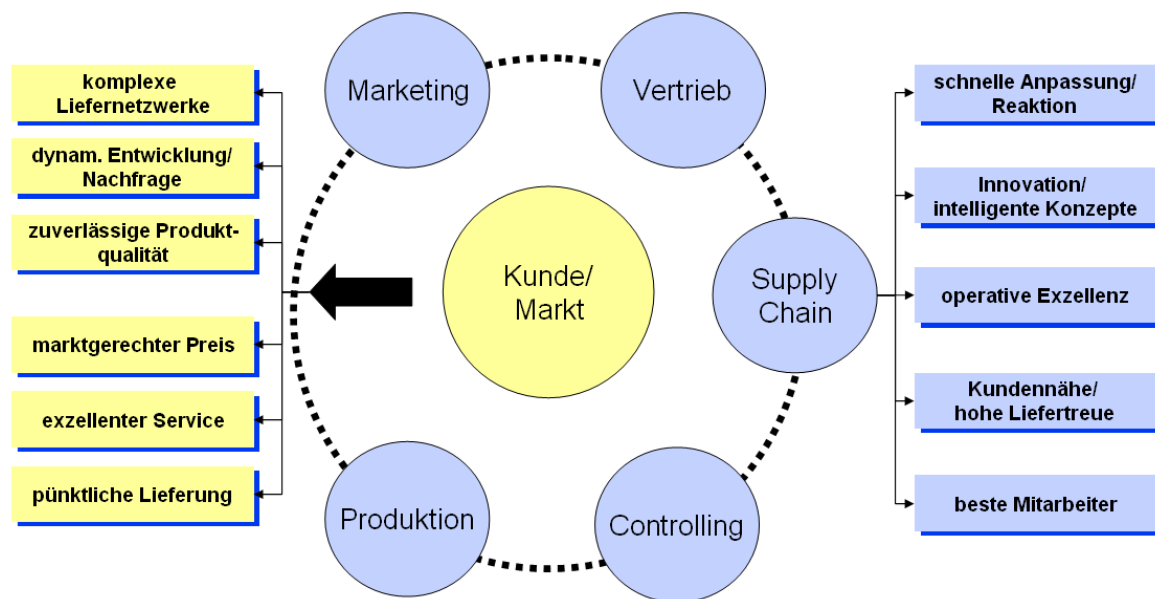 komplexe
Liefernetzwerke
dynam. Entwicklung/
Nachfrage
zuverlässige Produkt-
qualität
marktgerechter Preis
exzellenter Service
pünktliche Lieferung
Marketing
Vertrieb
Kunde/
Markt
Supply
Chain
Produktion
Controlling
schnelle Anpassung/
Reaktion
Innovation/
intelligente Konzepte
operative Exzellenz
Kundennähe/
hohe Liefertreue
beste Mitarbeiter